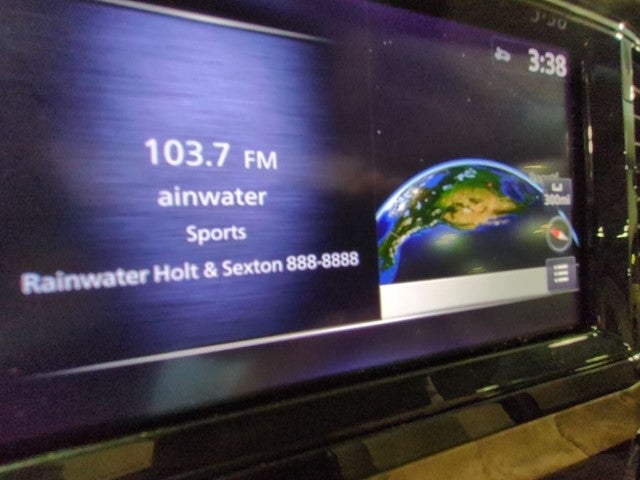 3:38
103.7 FM
ainwater
Sports
Rainwater Holt & Sexton 888-8888
300mi